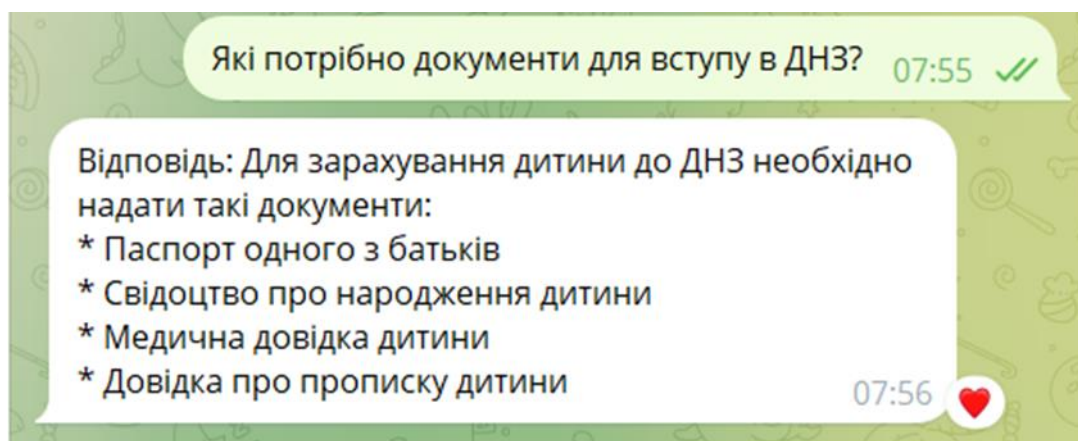 Які потрібно документи для вступу в ДНЗ? 07:55
Відповідь: Для зарахування дитини до ДНЗ необхідно
надати такі документи:
* Паспорт одного з батьків
* Свідоцтво про народження дитини
* Медична довідка дитини
* Довідка про прописку дитини
07:56